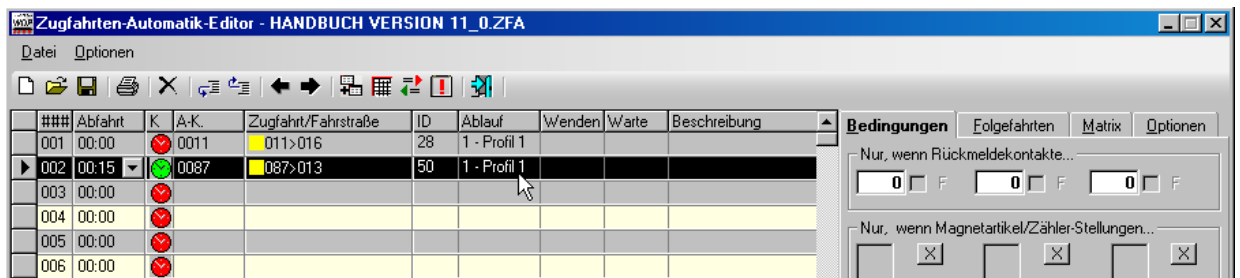 Zugfahrten-Automatik-Editor - HANDBUCH VERSION 11_0.ZFA
Datei Optionen
### Abfahrt K A-K. Zugfahrt/Fahrstraße ID Ablauf Wenden Warte Beschreibung
001 00:00 0011 011>016 28 1 - Profil 1
002 00:15 0087 087>013 50 1 - Profil 1
003 00:00
004 00:00
005 00:00
006 00:00
Bedingungen Folgefahrten Matrix Optionen
Nur, wenn Rückmeldekontakte...
0 F 0 F 0 F
Nur, wenn Magnetartikel/Zähler-Stellungen...
X X X